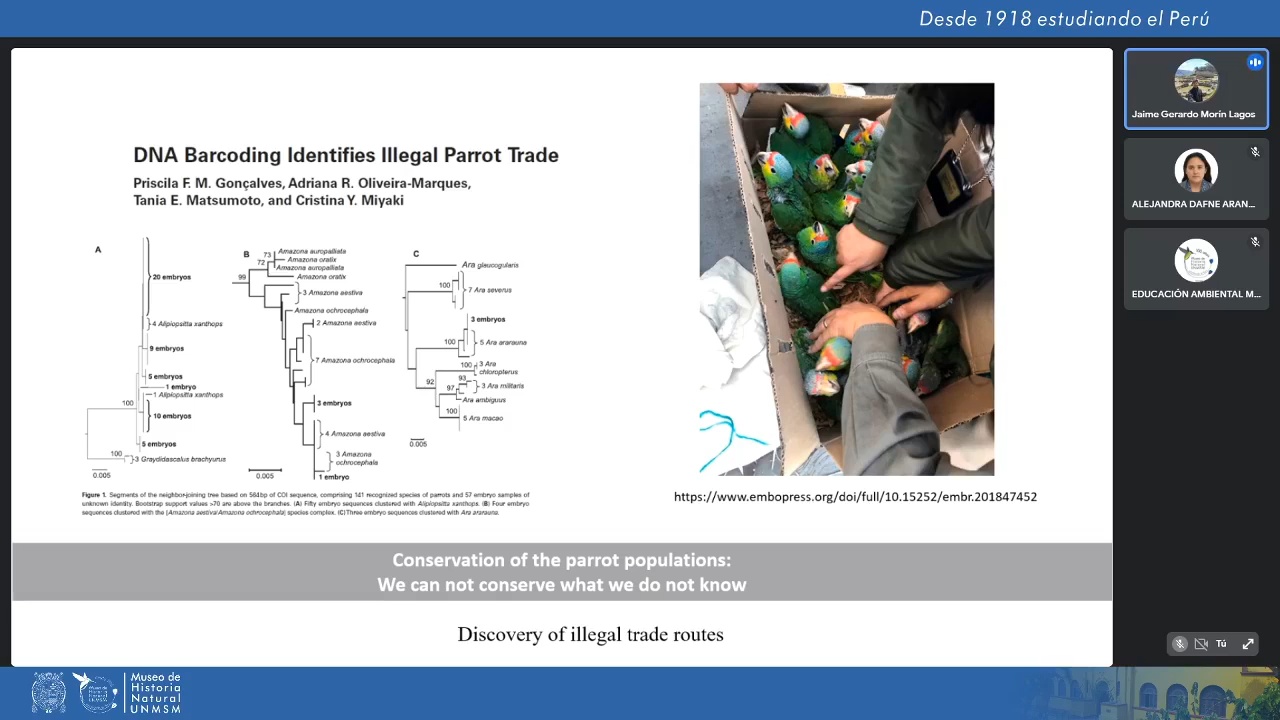 Desde 1918 estudiando el Perú
DNA Barcoding Identifies Illegal Parrot Trade
Priscila F. M. Gonçalves, Adriana R. Oliveira-Marques,
Tania E. Matsumoto, and Cristina Y. Miyaki
A
20 embryos
4 Alipiopsitta xanthops
9 embryos
5 embryos
1 embryo
1 Alipiopsitta xanthops
100
10 embryos
5 embryos
100
3 Graydidascalus brachyurus
0.005
B
73
Amazona auropalliata
Amazona oratix
72
Amazona auropalliata
99
Amazona oratix
3 Amazona aestiva
Amazona ochrocephala
2 Amazona aestiva
7 Amazona ochrocephala
3 embryos
4 Amazona aestiva
3 Amazona
ochrocephala
1 embryo
0.005
C
Ara glaucogularis
100
7 Ara severus
3 embryos
100
5 Ara ararauna
100
3 Ara
chloropterus
92
93
97
3 Ara militaris
Ara ambiguus
100
5 Ara macao
0.005
Figure 1. Segments of the neighbor-joining tree based on 564bp of COI sequence, comprising 141 recognized species of parrots and 57 embryo samples of
unknown identity. Bootstrap support values >70 are above the branches. (A) Fifty embryo sequences clustered with Alipiopsitta xanthops. (B) Four embryo
sequences clustered with the [Amazona aestiva/Amazona ochrocephala] species complex. (C) Three embryo sequences clustered with Ara ararauna.
https://www.embopress.org/doi/full/10.15252/embr.201847452
Conservation of the parrot populations:
We can not conserve what we do not know
Discovery of illegal trade routes
Jaime Gerardo Morín Lagos
ALEJANDRA DAFNE ARAN...
EDUCACIÓN AMBIENTAL M...
Tú
Museo de
Historia
Natural
UNMSM